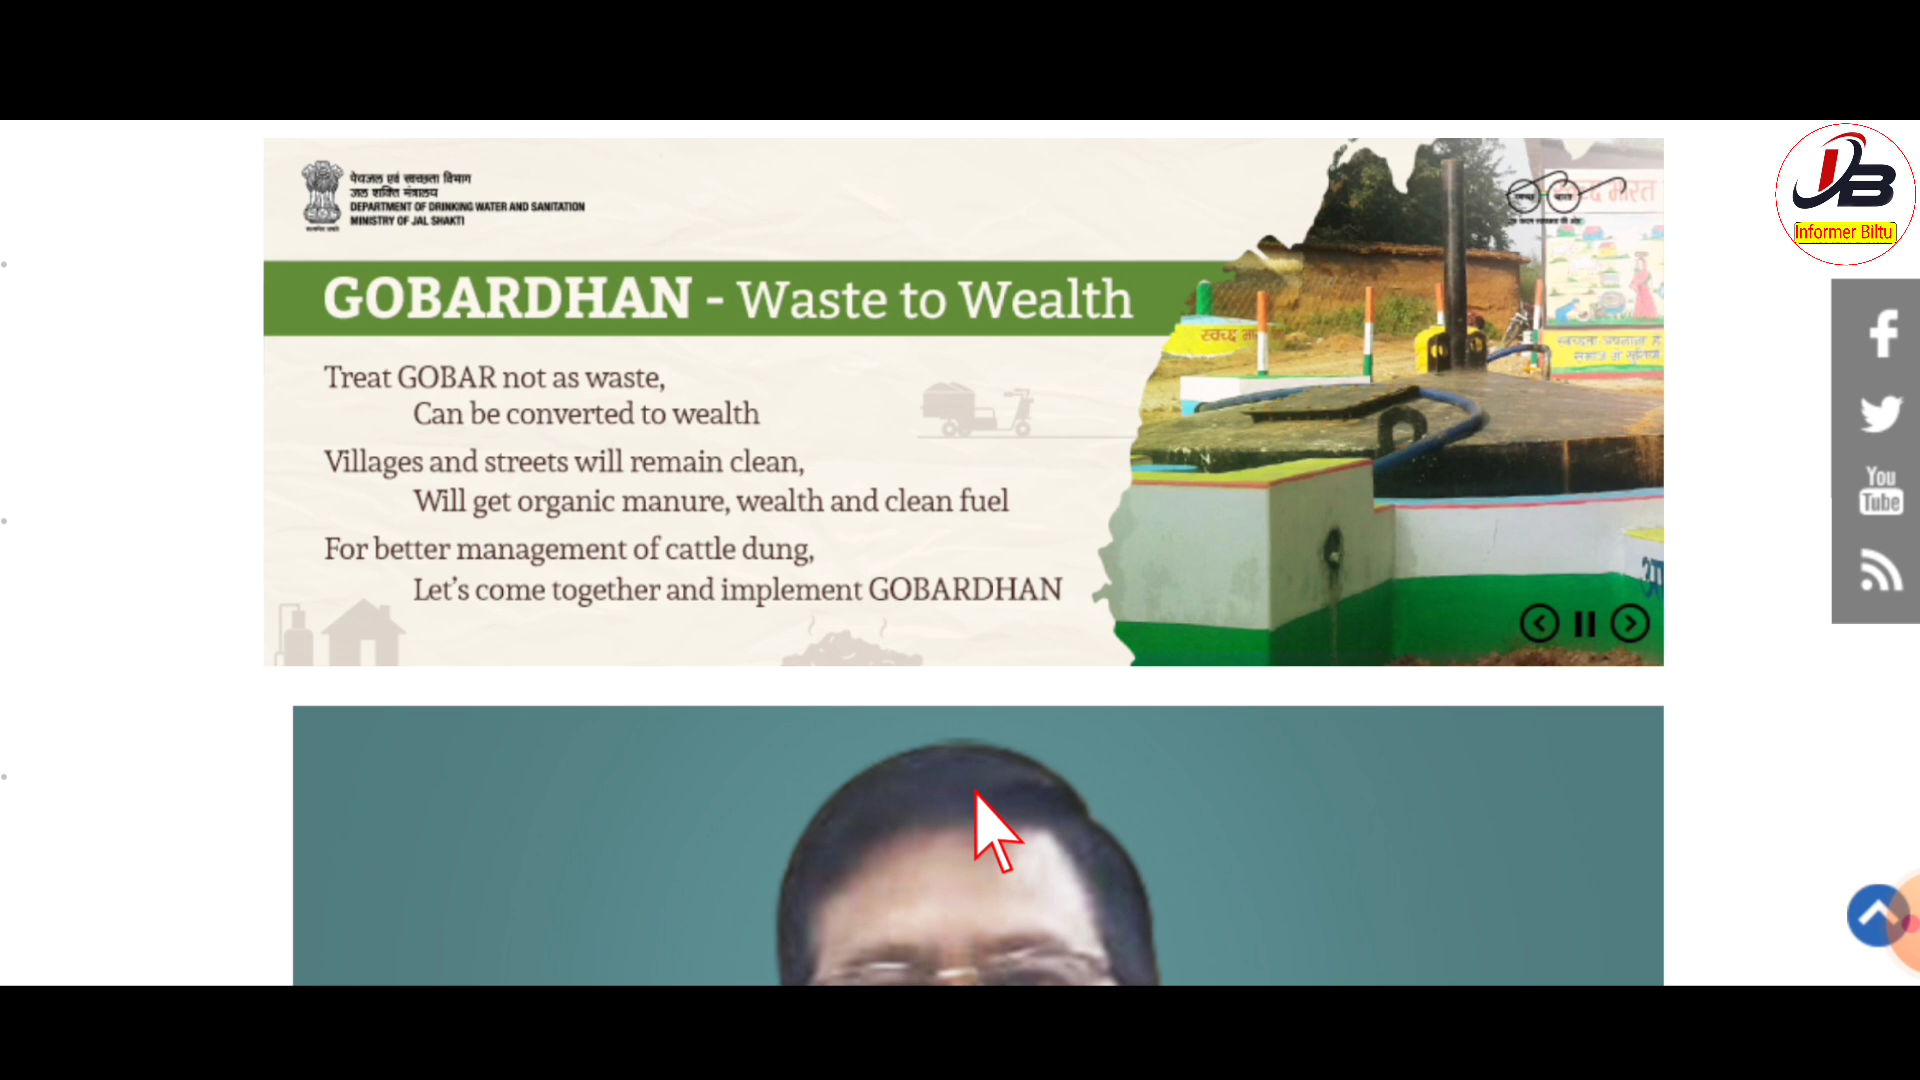 पेयजल एवं स्वच्छता विभाग
जल शक्ति मंत्रालय
DEPARTMENT OF DRINKING WATER AND SANITATION
MINISTRY OF JAL SHAKTI
GOBARDHAN - Waste to Wealth
Treat GOBAR not as waste,
Can be converted to wealth
Villages and streets will remain clean,
Will get organic manure, wealth and clean fuel
For better management of cattle dung,
Let's come together and implement GOBARDHAN
स्वच्छ
JB
Informer Biltu
You
Tube